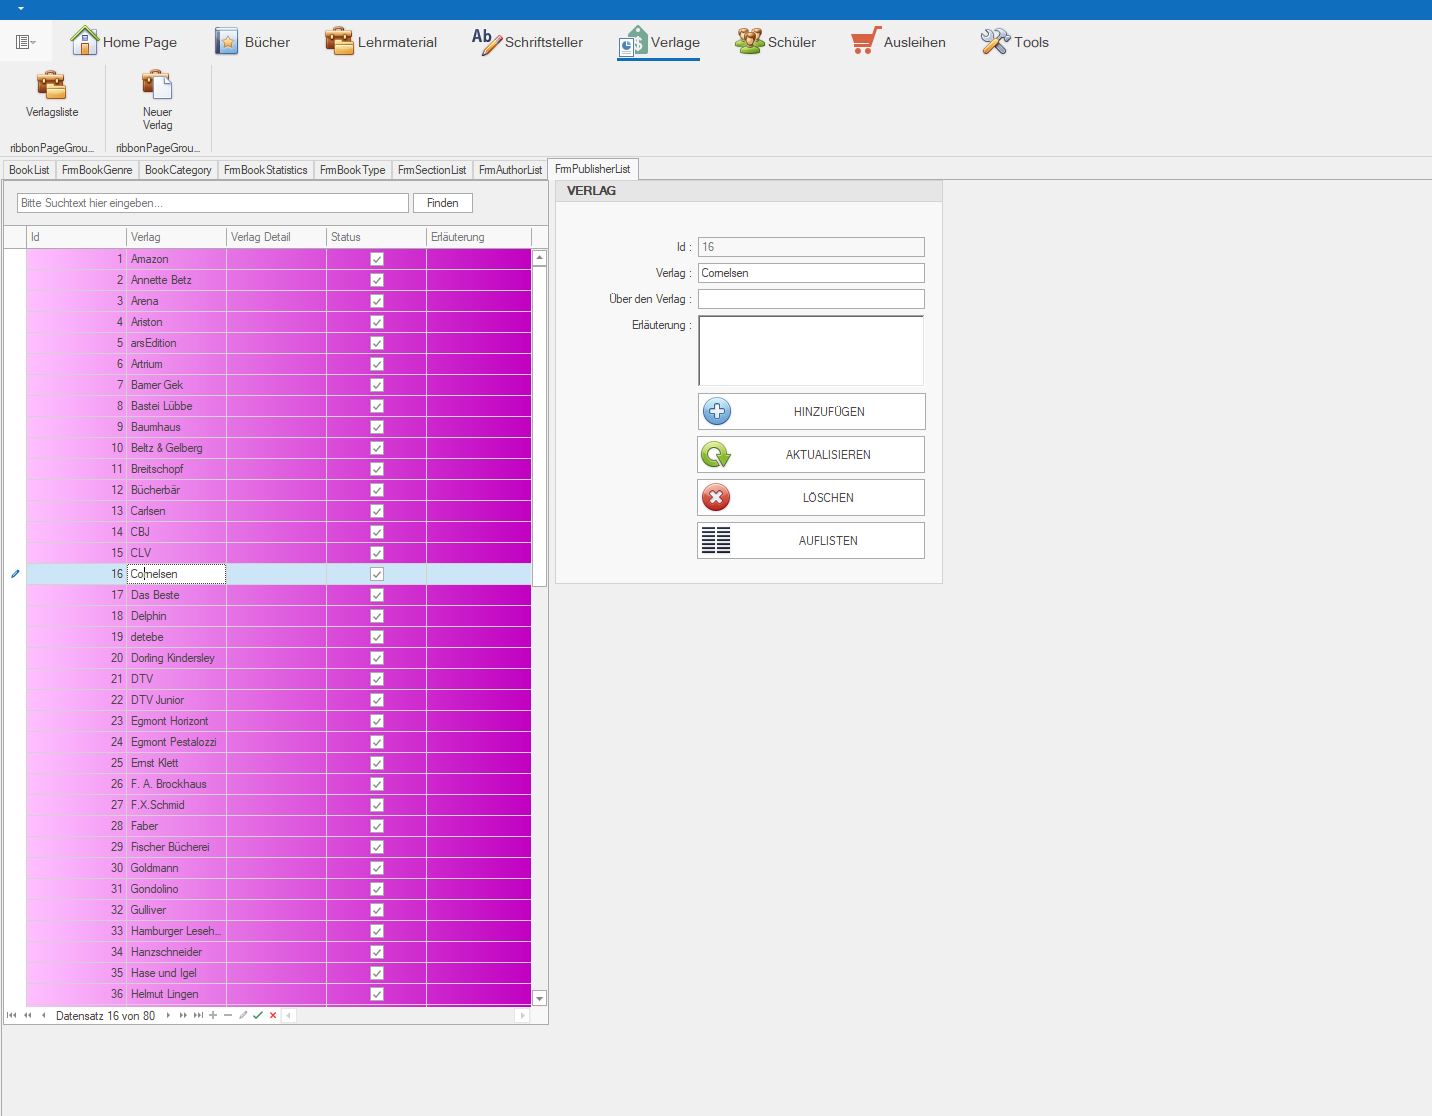 Home Page Bücher Lehrmaterial Ab Schriftsteller Verlage Schüler Ausleihen Tools
Verlagsliste
Neuer
Verlag
ribbonPageGrou... ribbonPageGrou...
BookList FrmBookGenre BookCategory FrmBookStatistics FrmBookType FrmSectionList FrmAuthorList FrmPublisherList
Bitte Suchtext hier eingeben... Finden
Id Verlag Verlag Detail Status Erläuterung
1 Amazon
2 Annette Betz
3 Arena
4 Ariston
5 arsEdition
6 Artrium
7 Bamer Gek
8 Bastei Lübbe
9 Baumhaus
10 Beltz & Gelberg
11 Breitschopf
12 Bücherbär
13 Carlsen
14 CBJ
15 CLV
16 Cornelsen
17 Das Beste
18 Delphin
19 detebe
20 Dorling Kindersley
21 DTV
22 DTV Junior
23 Egmont Horizont
24 Egmont Pestalozzi
25 Ernst Klett
26 F. A. Brockhaus
27 F.X.Schmid
28 Faber
29 Fischer Bücherei
30 Goldmann
31 Gondolino
32 Gulliver
33 Hamburger Leseh...
34 Hanzschneider
35 Hase und Igel
36 Helmut Lingen
Datensatz 16 von 80
VERLAG
Id : 16
Verlag : Cornelsen
Über den Verlag :
Erläuterung :
HINZUFÜGEN
AKTUALISIEREN
LÖSCHEN
AUFLISTEN